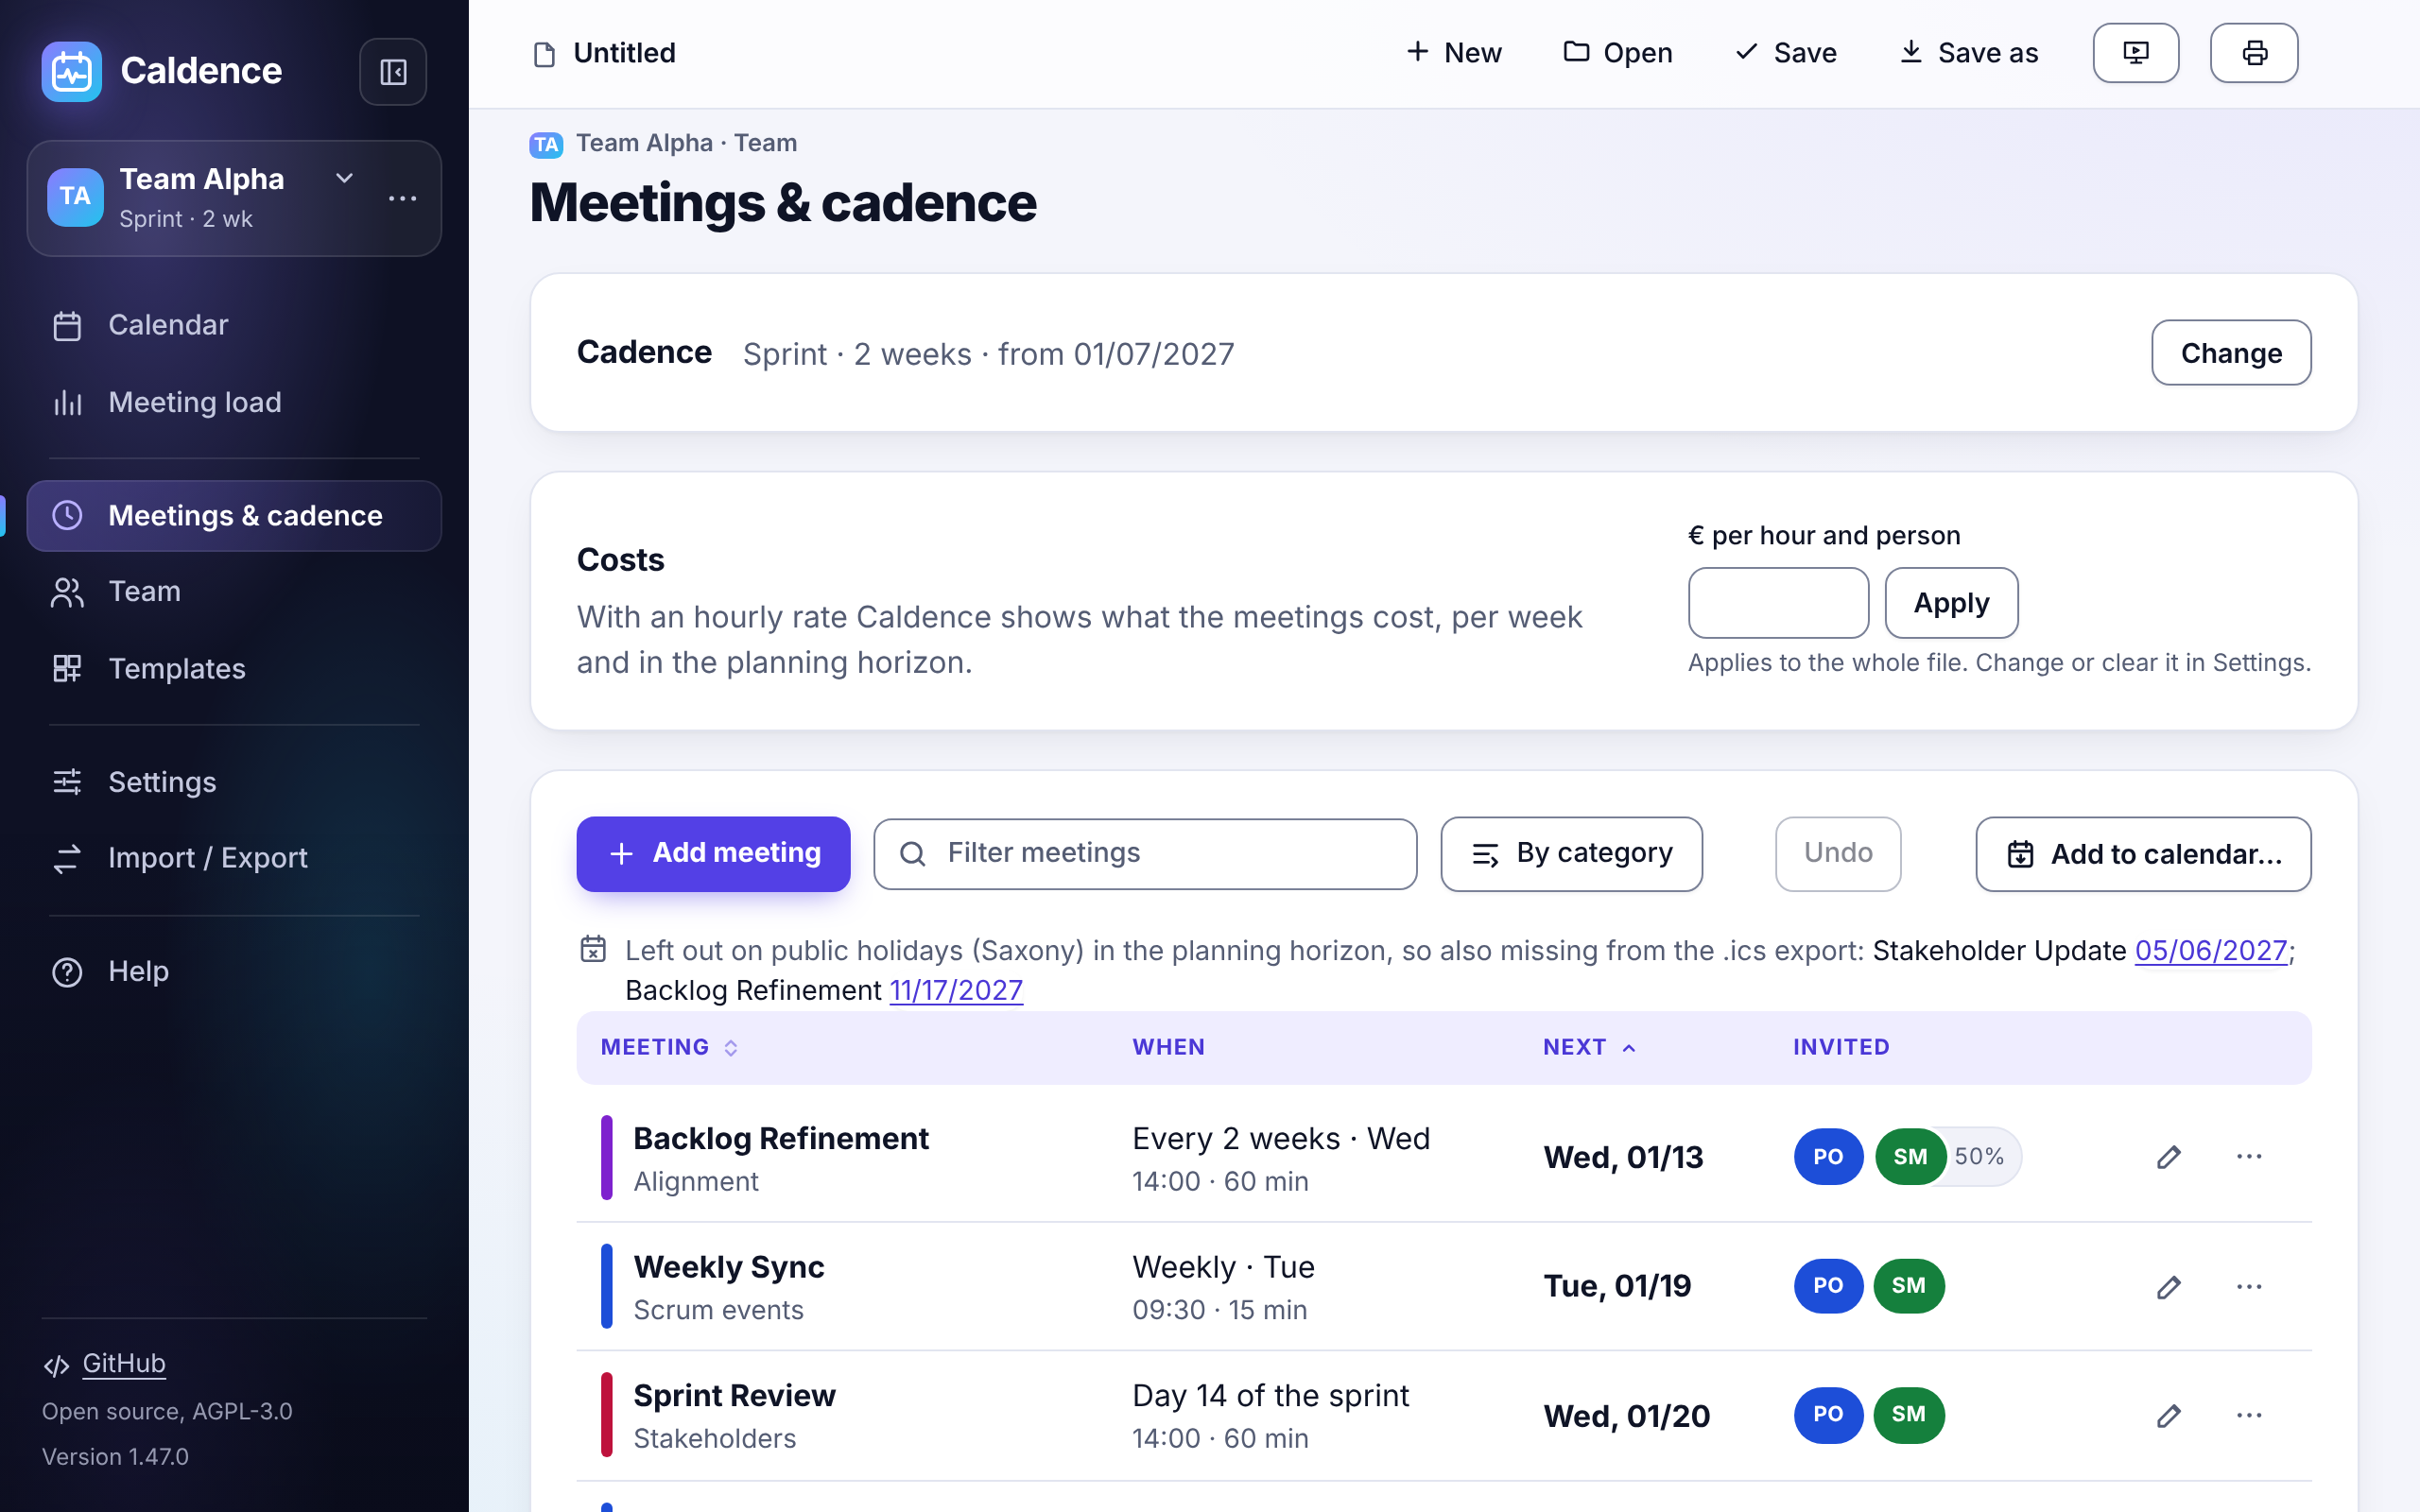 Caldence
TA
Team Alpha
Sprint · 2 wk
Calendar
Meeting load
Meetings & cadence
Team
Templates
Settings
Import / Export
Help
GitHub
Open source, AGPL-3.0
Version 1.47.0
Untitled
New
Open
Save
Save as
TA Team Alpha · Team
Meetings & cadence
Cadence Sprint · 2 weeks · from 01/07/2027
Change
Costs
With an hourly rate Caldence shows what the meetings cost, per week
and in the planning horizon.
€ per hour and person
Apply
Applies to the whole file. Change or clear it in Settings.
Add meeting
Filter meetings
By category
Undo
Add to calendar...
Left out on public holidays (Saxony) in the planning horizon, so also missing from the .ics export: Stakeholder Update 05/06/2027;
Backlog Refinement 11/17/2027
MEETING WHEN NEXT INVITED
Backlog Refinement
Alignment
Every 2 weeks · Wed
14:00 · 60 min
Wed, 01/13
PO SM 50%
Weekly Sync
Scrum events
Weekly · Tue
09:30 · 15 min
Tue, 01/19
PO SM
Sprint Review
Stakeholders
Day 14 of the sprint
14:00 · 60 min
Wed, 01/20
PO SM